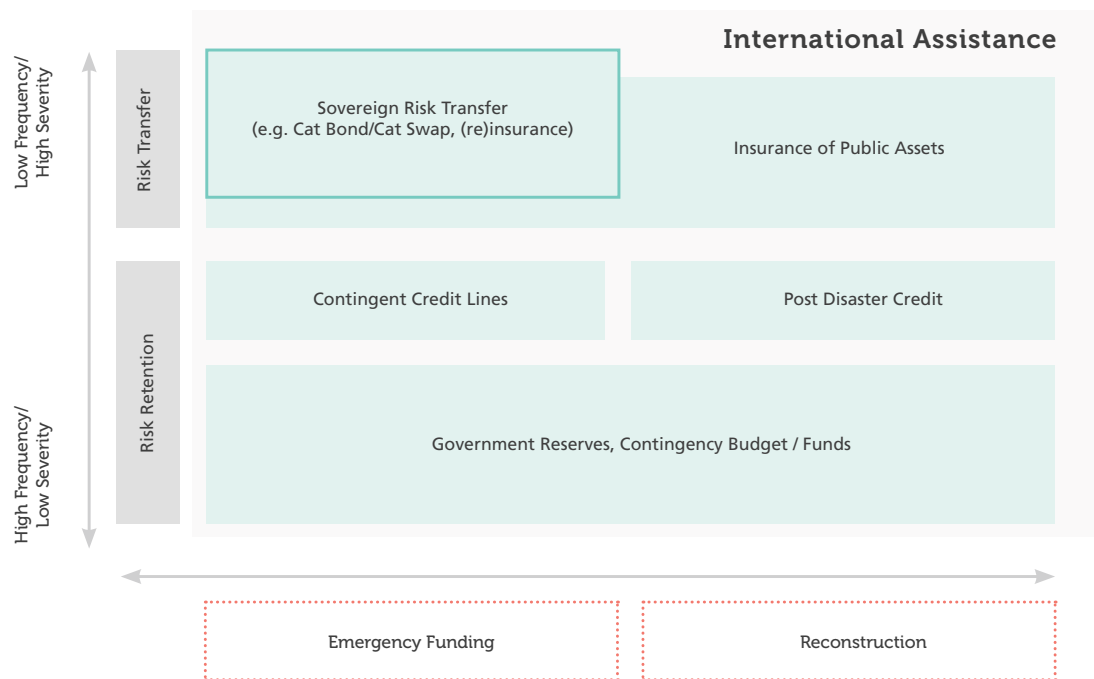 International Assistance
Low Frequency/
High Severity
Risk Transfer
Sovereign Risk Transfer
(e.g. Cat Bond/Cat Swap, (re)insurance)
Insurance of Public Assets
High Frequency/
Low Severity
Risk Retention
Contingent Credit Lines
Post Disaster Credit
Government Reserves, Contingency Budget / Funds
Emergency Funding
Reconstruction